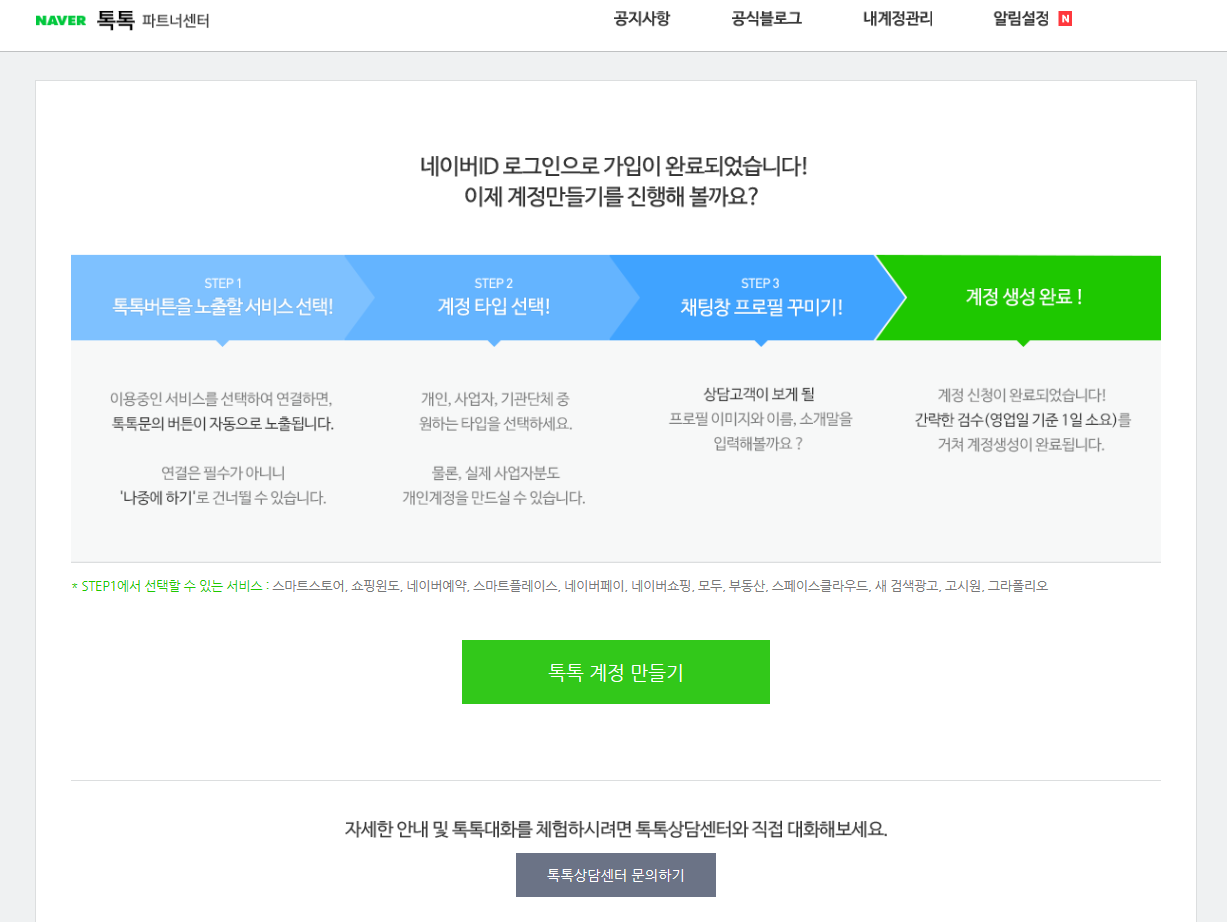 NAVER 톡톡 파트너센터
공지사항 공식블로그 내계정관리 알림설정 N
네이버ID 로그인으로 가입이 완료되었습니다!
이제 계정만들기를 진행해 볼까요?
STEP 1
톡톡버튼을 노출할 서비스 선택!
이용중인 서비스를 선택하여 연결하면,
톡톡문의 버튼이 자동으로 노출됩니다.
연결은 필수가 아니니
'나중에 하기'로 건너뛸 수 있습니다.
STEP 2
계정 타입 선택!
개인, 사업자, 기관단체 중
원하는 타입을 선택하세요.
물론, 실제 사업자분도
개인계정을 만드실 수 있습니다.
STEP 3
채팅창 프로필 꾸미기!
상담고객이 보게 될
프로필 이미지와 이름, 소개말을
입력해볼까요 ?
계정 생성 완료 !
계정 신청이 완료되었습니다!
간략한 검수(영업일 기준 1일 소요)를
거쳐 계정생성이 완료됩니다.
* STEP1에서 선택할 수 있는 서비스 : 스마트스토어, 쇼핑윈도, 네이버예약, 스마트플레이스, 네이버페이, 네이버쇼핑, 모두, 부동산, 스페이스클라우드, 새 검색광고, 고시원, 그라폴리오
톡톡 계정 만들기
자세한 안내 및 톡톡대화를 체험하시려면 톡톡상담센터와 직접 대화해보세요.
톡톡상담센터 문의하기